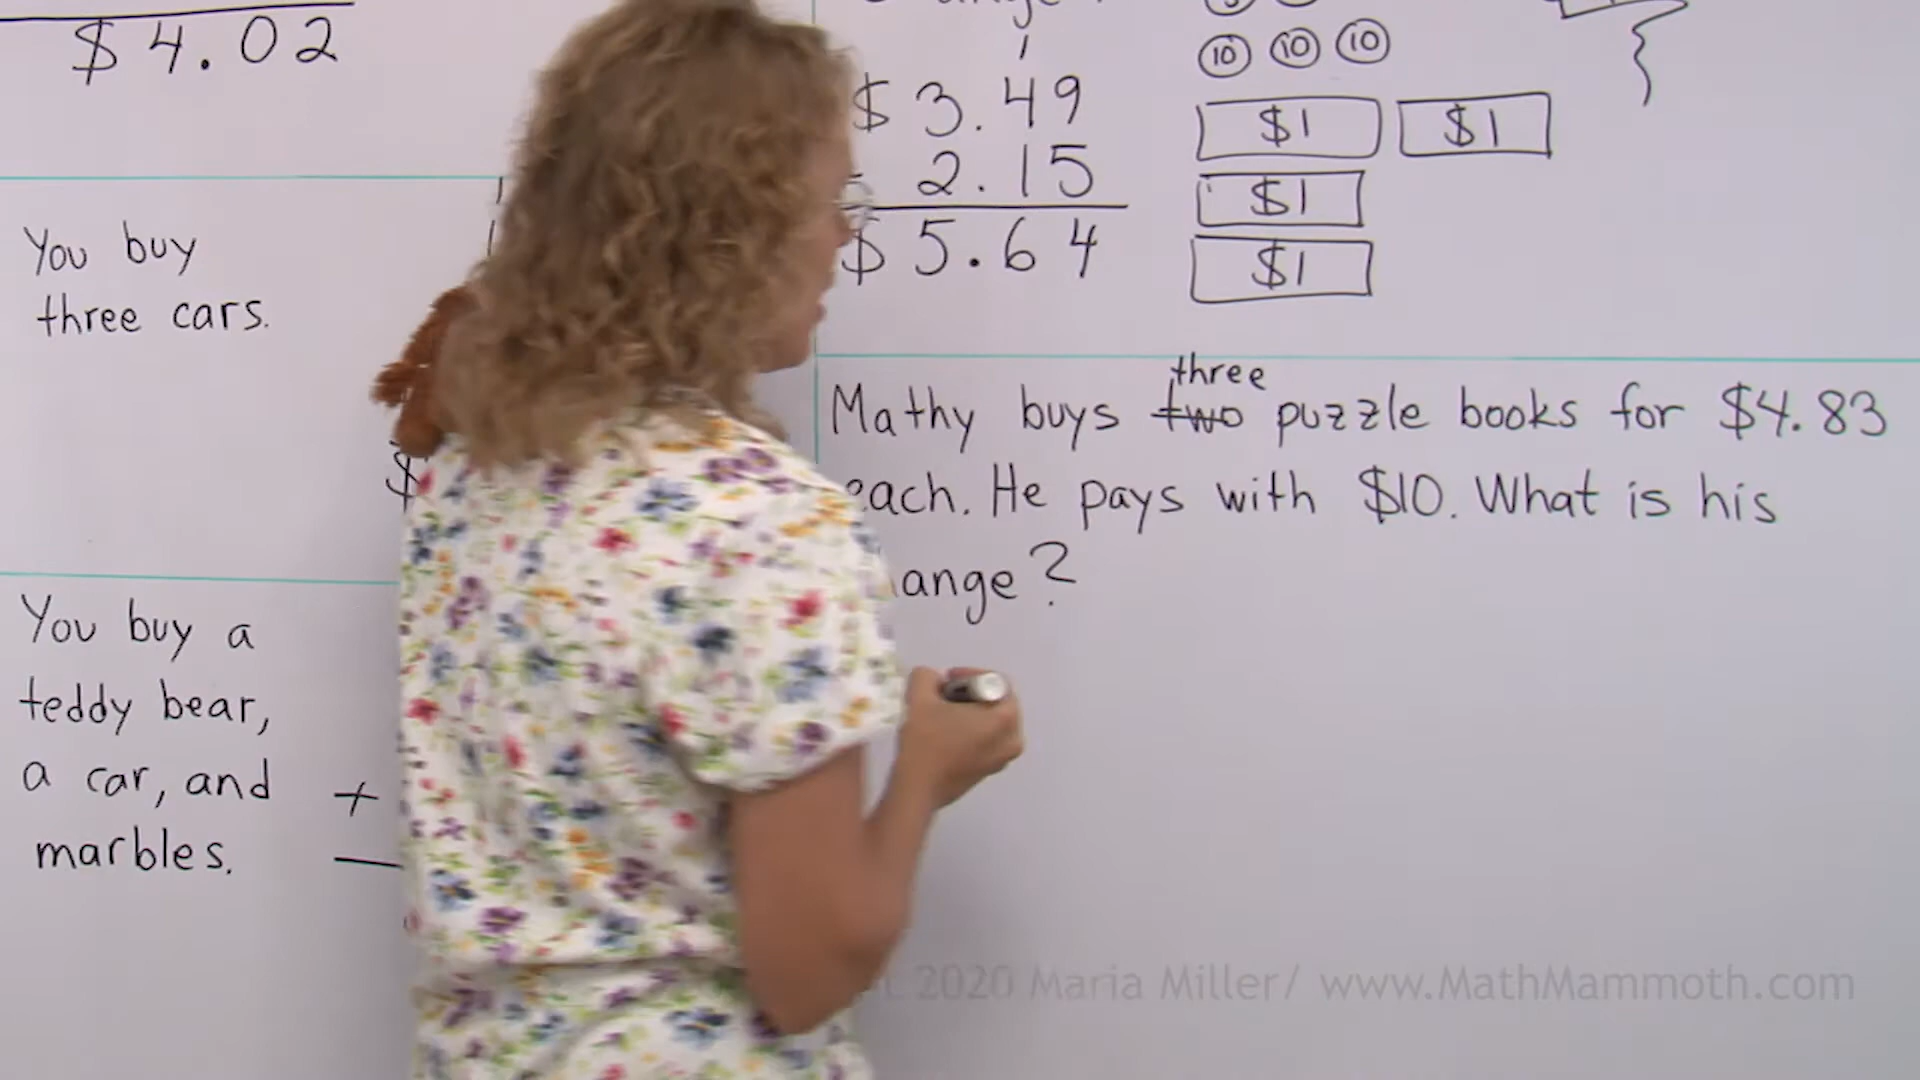 $4.02
You buy
three cars.
$
You buy a
teddy bear,
a car, and +
marbles.
1
$3.49
2.15
$5.64
10 10 10
$1 $1
$1
$1
three
Mathy buys two puzzle books for $4.83
each. He pays with $10. What is his
ange?
2020 Maria Miller/ www.MathMammoth.com